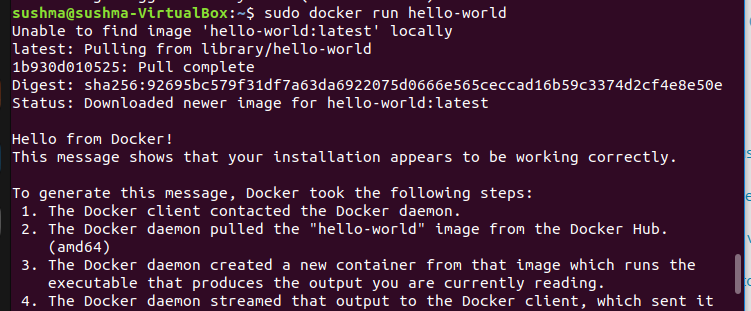 sushma@sushma-VirtualBox:~$ sudo docker run hello-world
Unable to find image 'hello-world:latest' locally
latest: Pulling from library/hello-world
1b930d010525: Pull complete
Digest: sha256:92695bc579f31df7a63da6922075d0666e565ceccad16b59c3374d2cf4e8e50e
Status: Downloaded newer image for hello-world:latest

Hello from Docker!
This message shows that your installation appears to be working correctly.

To generate this message, Docker took the following steps:
 1. The Docker client contacted the Docker daemon.
 2. The Docker daemon pulled the "hello-world" image from the Docker Hub.
    (amd64)
 3. The Docker daemon created a new container from that image which runs the
    executable that produces the output you are currently reading.
 4. The Docker daemon streamed that output to the Docker client, which sent it